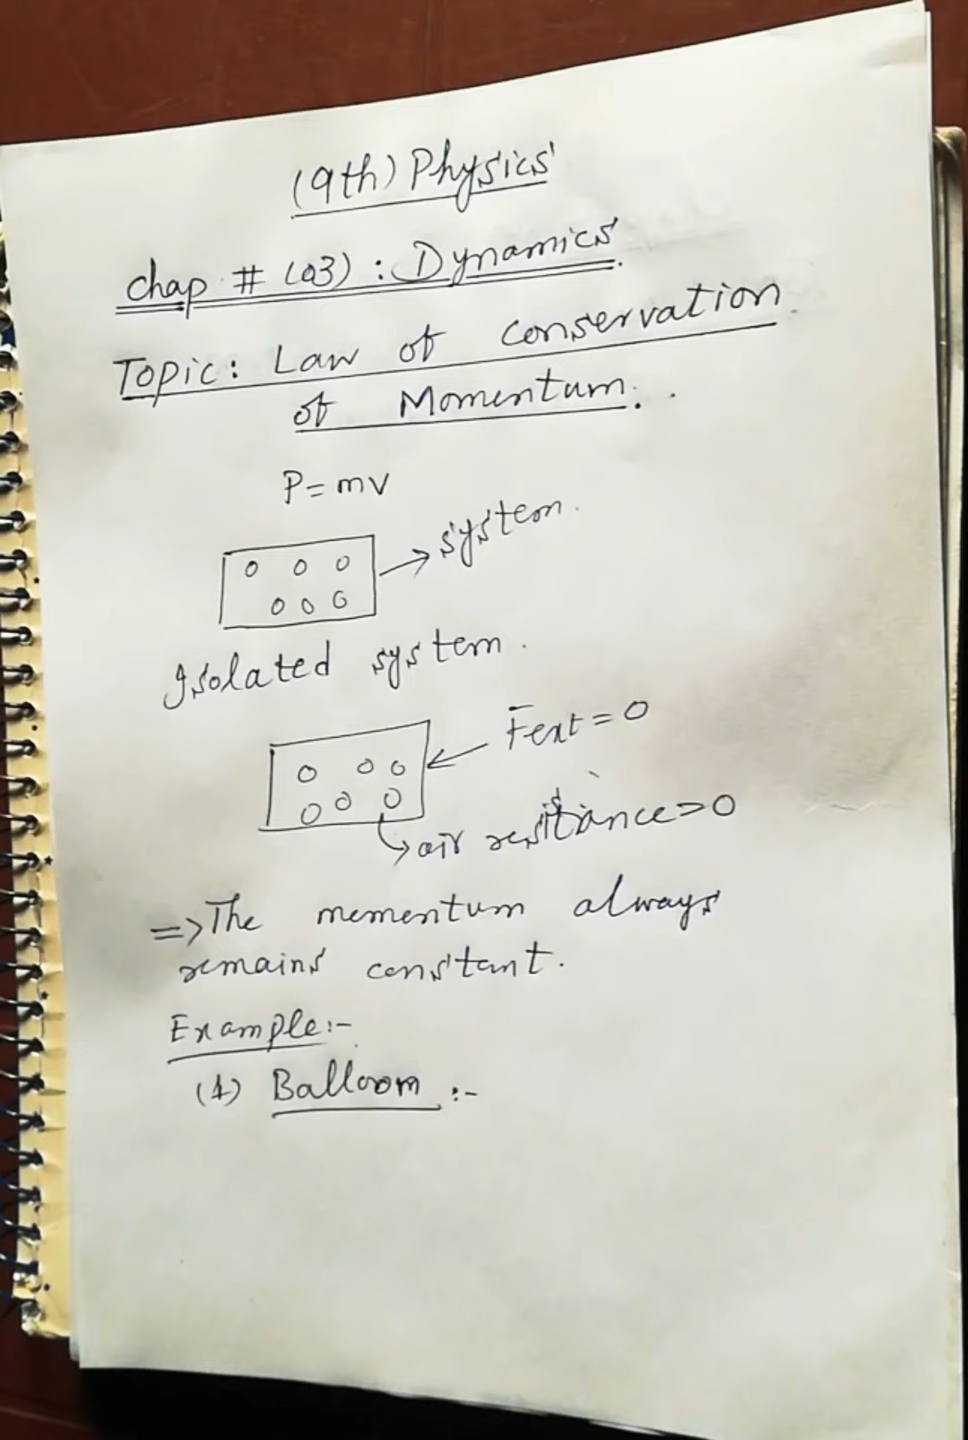 (9th) Physics
chap # (03) : Dynamics.
Topic: Law of conservation
of Momentum.
P = mv
→ system.
Isolated system.
Fext = 0
air resistance = 0
=> The momentum always
remains constant.
Example:-
(1) Balloom :-